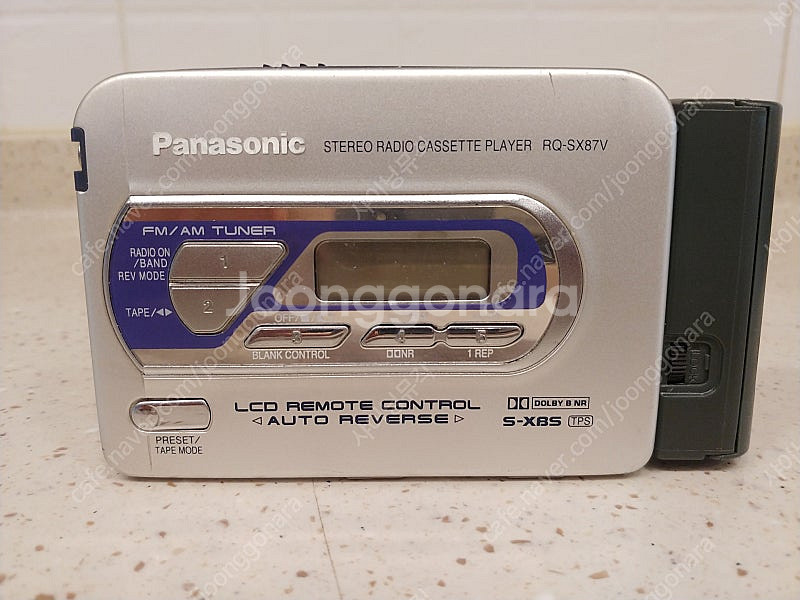 Panasonic STEREO RADIO CASSETTE PLAYER RQ-SX87V
FM/AM TUNER
RADIO ON
/BAND
REV MODE
1
TAPE/◂▸
2
OFF/
3
4
5
BLANK CONTROL
□□NR
1 REP
Joonggonara
LCD REMOTE CONTROL
◁ AUTO REVERSE ▷
DOLBY B NR
S-XBS TPS
PRESET/
TAPE MODE
LOCK
cafe.naver.com/joonggonara